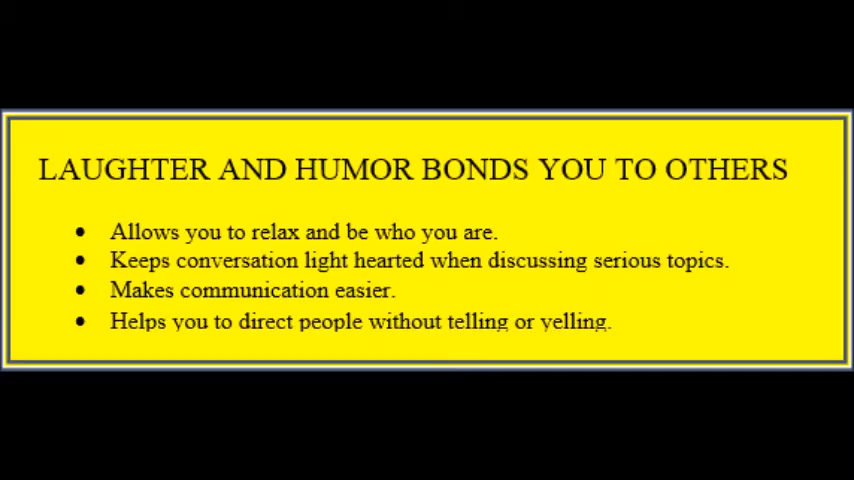 LAUGHTER AND HUMOR BONDS YOU TO OTHERS
• Allows you to relax and be who you are.
• Keeps conversation light hearted when discussing serious topics.
• Makes communication easier.
• Helps you to direct people without telling or yelling.